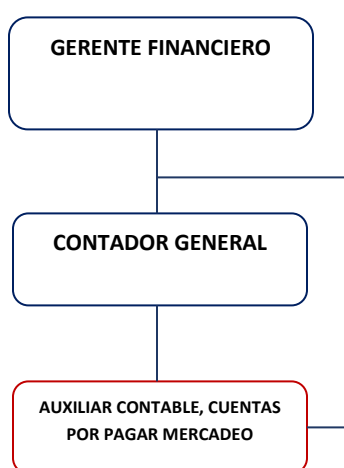 GERENTE FINANCIERO
CONTADOR GENERAL
AUXILIAR CONTABLE, CUENTAS
POR PAGAR MERCADEO